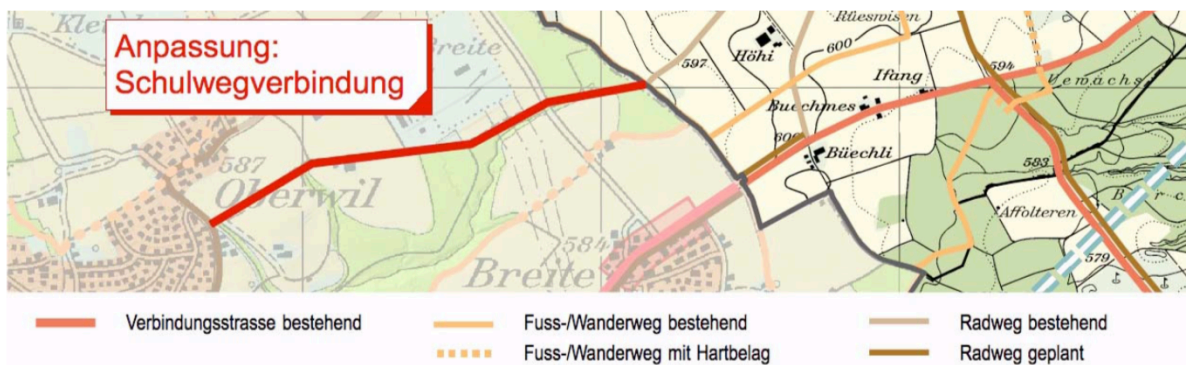 Anpassung:
Schulwegverbindung
Breite
Rüeswisen
Höhi
600
597
Ifang
594
Buechmes
600
Büechli
587
Oberwil
583
Affolteren
584
Breite
579
Verbindungsstrasse bestehend
Fuss-/Wanderweg bestehend
Radweg bestehend
Fuss-/Wanderweg mit Hartbelag
Radweg geplant